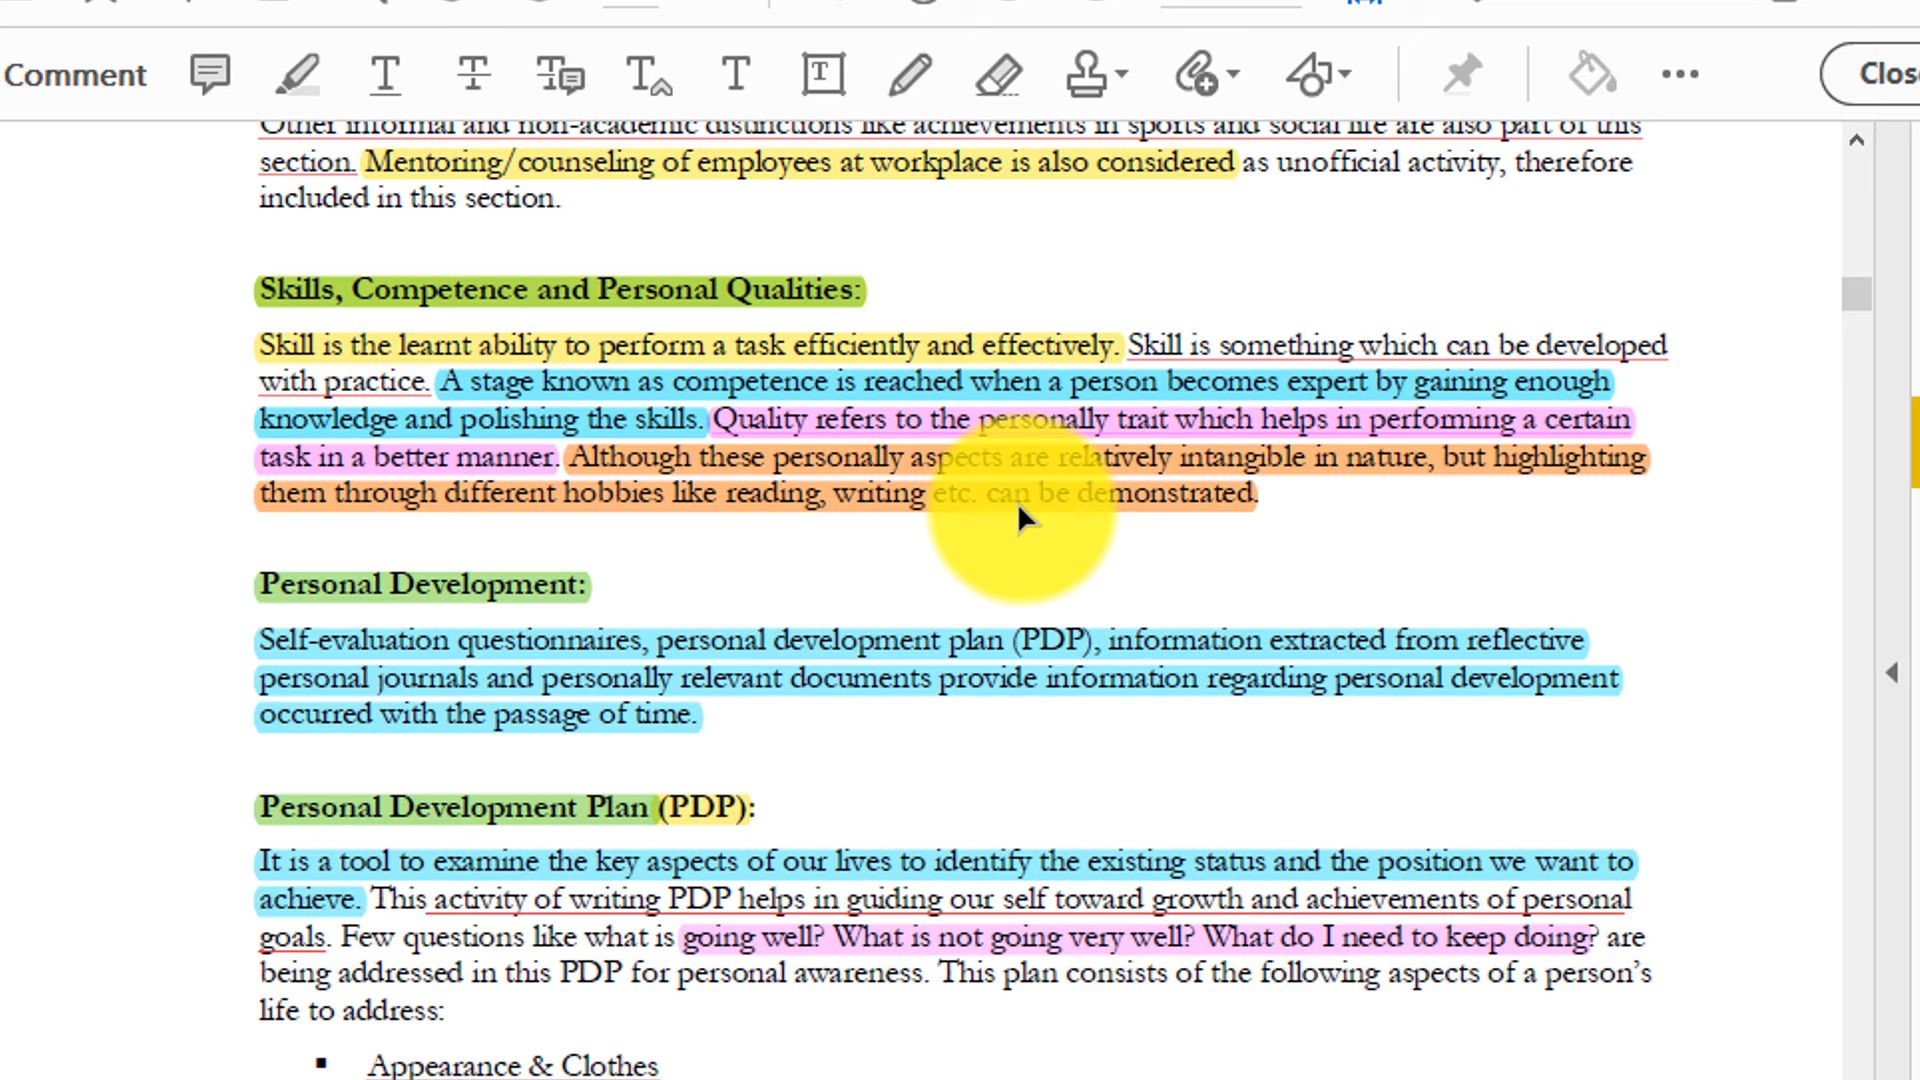 Comment
Clos
Other informal and non-academic distinctions like achievements in sports and social life are also part of this
section. Mentoring/counseling of employees at workplace is also considered as unofficial activity, therefore
included in this section.
Skills, Competence and Personal Qualities:
Skill is the learnt ability to perform a task efficiently and effectively. Skill is something which can be developed
with practice. A stage known as competence is reached when a person becomes expert by gaining enough
knowledge and polishing the skills. Quality refers to the personally trait which helps in performing a certain
task in a better manner. Although these personally aspects are relatively intangible in nature, but highlighting
them through different hobbies like reading, writing etc. can be demonstrated.
Personal Development:
Self-evaluation questionnaires, personal development plan (PDP), information extracted from reflective
personal journals and personally relevant documents provide information regarding personal development
occurred with the passage of time.
Personal Development Plan (PDP):
It is a tool to examine the key aspects of our lives to identify the existing status and the position we want to
achieve. This activity of writing PDP helps in guiding our self toward growth and achievements of personal
goals. Few questions like what is going well? What is not going very well? What do I need to keep doing? are
being addressed in this PDP for personal awareness. This plan consists of the following aspects of a person's
life to address:
▪ Appearance & Clothes